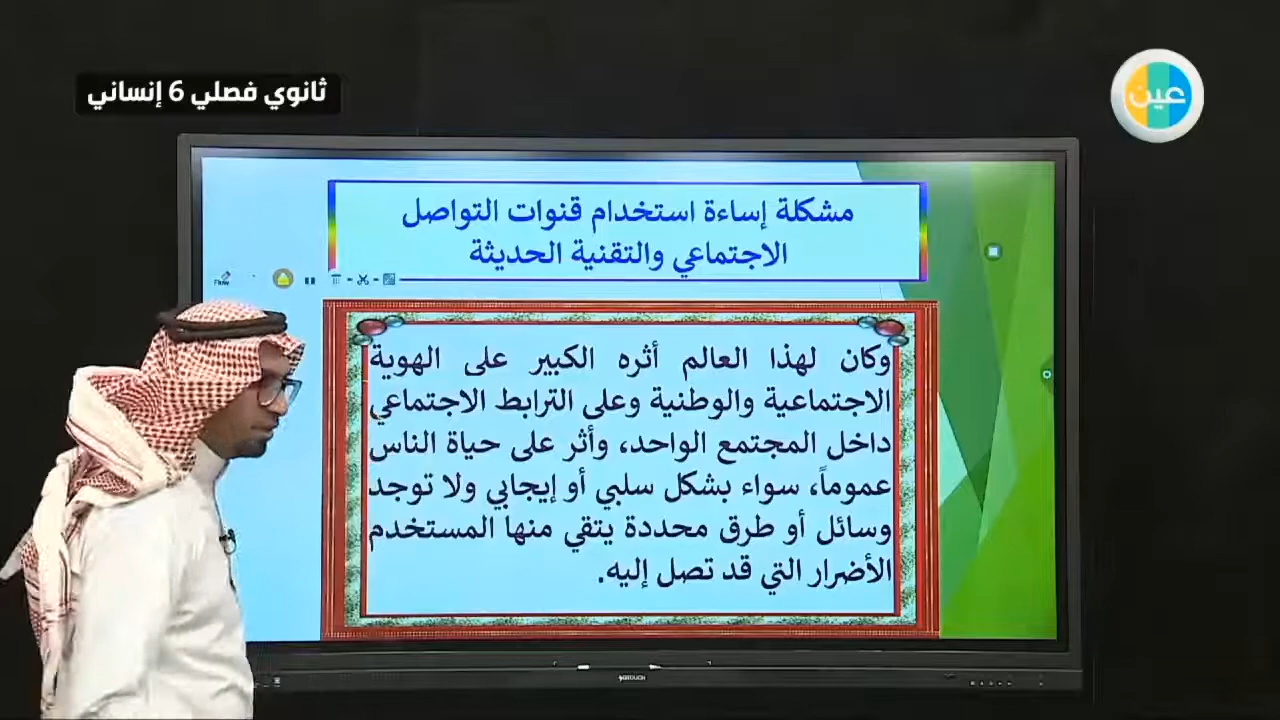 ثانوي فصلي 6 إنساني
عين
مشكلة إساءة استخدام قنوات التواصل
الاجتماعي والتقنية الحديثة
وكان لهذا العالم أثره الكبير على الهوية
الاجتماعية والوطنية وعلى الترابط الاجتماعي
داخل المجتمع الواحد، وأثر على حياة الناس
عموماً، سواء بشكل سلبي أو إيجابي ولا توجد
وسائل أو طرق محددة يتقي منها المستخدم
الأضرار التي قد تصل إليه.